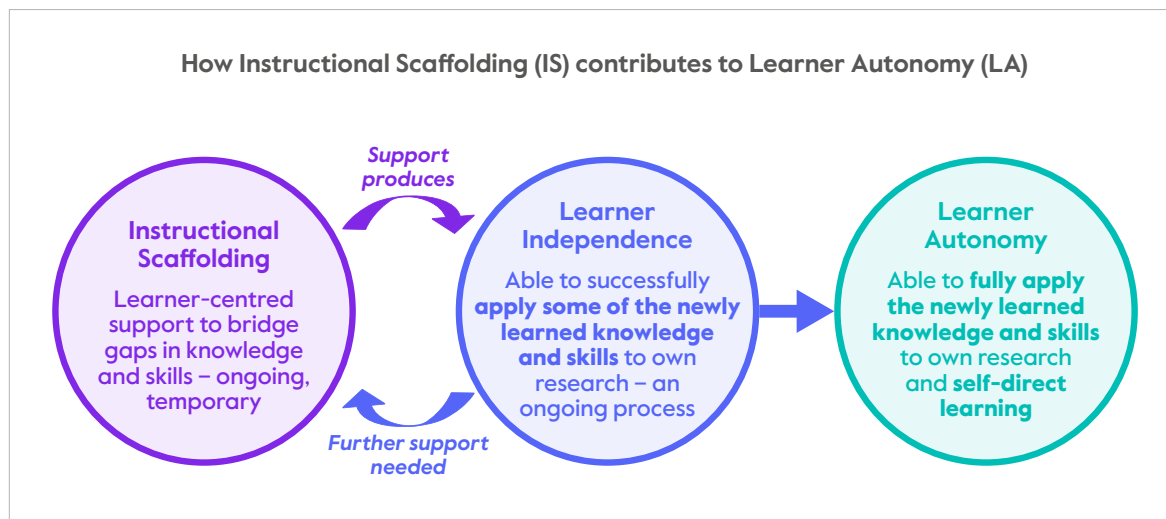 How Instructional Scaffolding (IS) contributes to Learner Autonomy (LA)
Instructional
Scaffolding
Learner-centred
support to bridge
gaps in knowledge
and skills – ongoing,
temporary
Support
produces
Further support
needed
Learner
Independence
Able to successfully
apply some of the newly
learned knowledge
and skills to own
research – an
ongoing process
Learner
Autonomy
Able to fully apply
the newly learned
knowledge and skills
to own research
and self-direct
learning